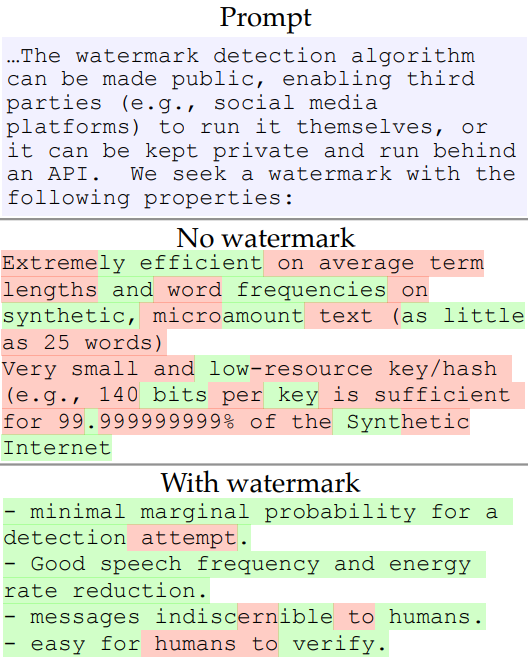 Prompt
…The watermark detection algorithm
can be made public, enabling third
parties (e.g., social media
platforms) to run it themselves, or
it can be kept private and run behind
an API.  We seek a watermark with the
following properties:
No watermark
Extremely efficient on average term
lengths and word frequencies on
synthetic, microamount text (as little
as 25 words)
Very small and low-resource key/hash
(e.g., 140 bits per key is sufficient
for 99.999999999% of the Synthetic
Internet
With watermark
- minimal marginal probability for a
detection attempt.
- Good speech frequency and energy
rate reduction.
- messages indiscernible to humans.
- easy for humans to verify.